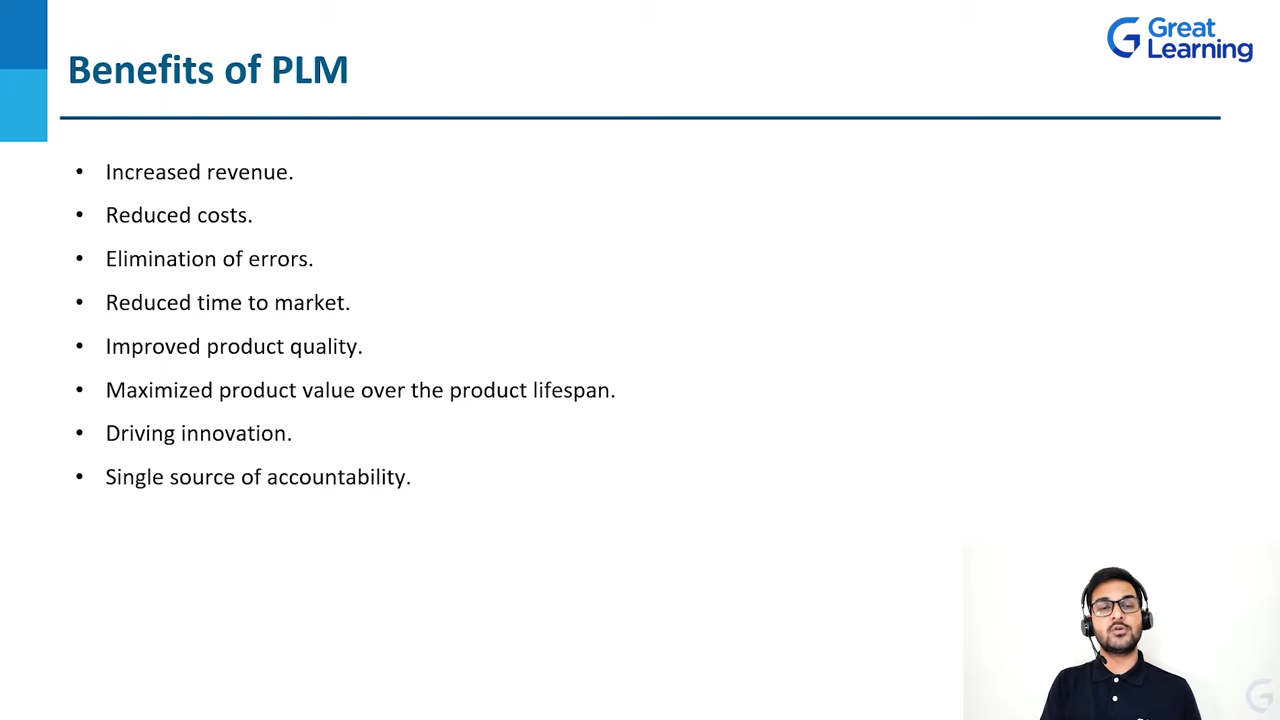 Great
Learning
Benefits of PLM
• Increased revenue.
• Reduced costs.
• Elimination of errors.
• Reduced time to market.
• Improved product quality.
• Maximized product value over the product lifespan.
• Driving innovation.
• Single source of accountability.